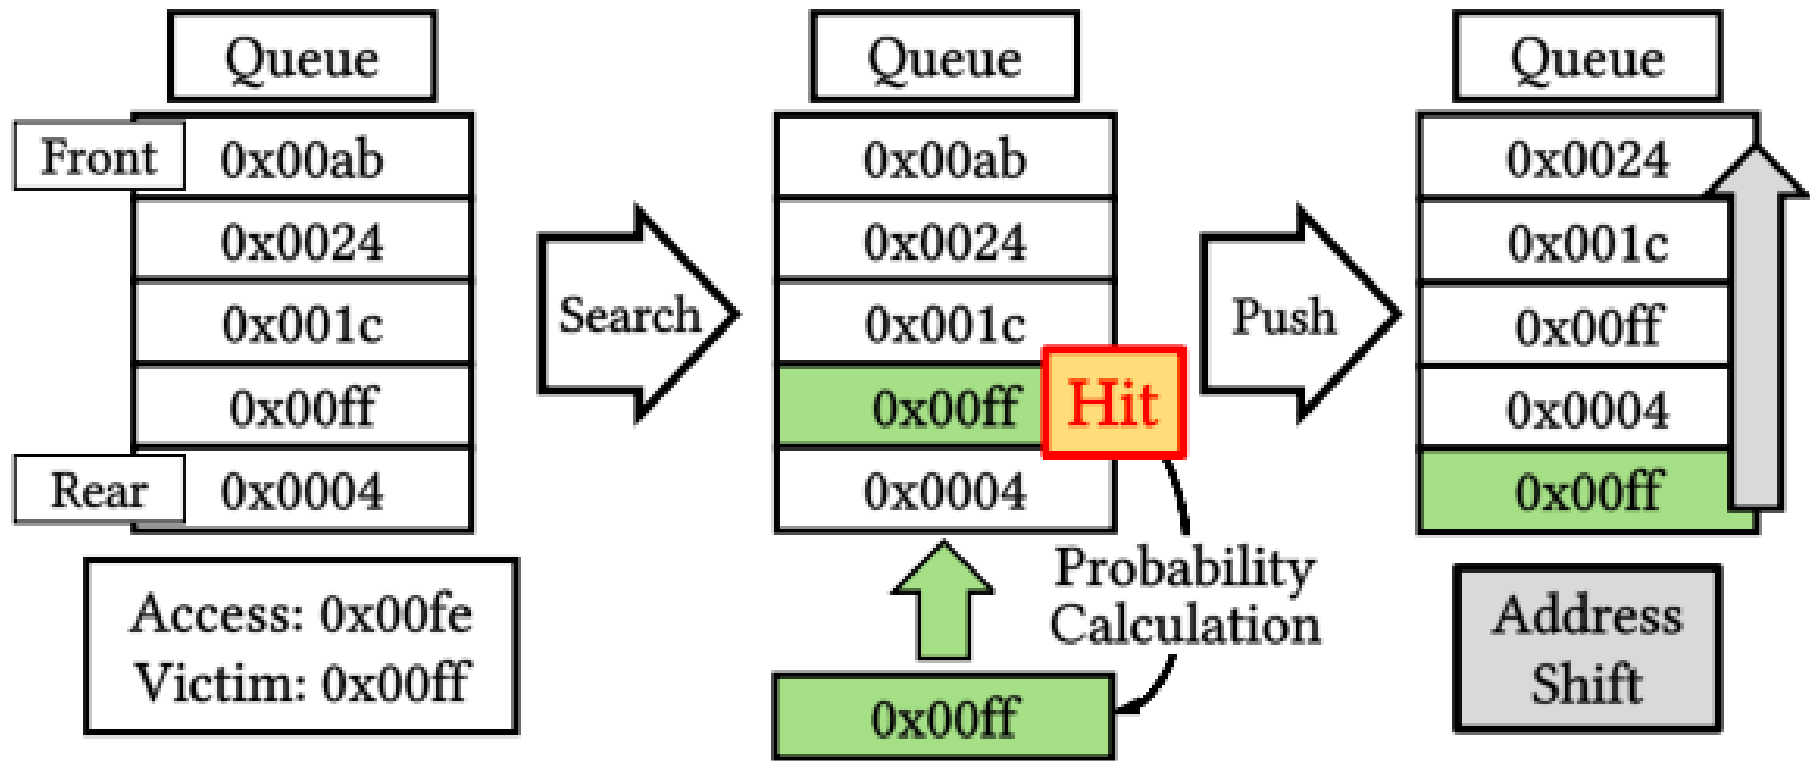 Queue
Front
0x00ab
0x0024
0x001c
0x00ff
Rear
0x0004
Access: 0x00fe
Victim: 0x00ff
Search
Queue
0x00ab
0x0024
0x001c
0x00ff
Hit
0x0004
Probability
Calculation
0x00ff
Push
Queue
0x0024
0x001c
0x00ff
0x0004
0x00ff
Address
Shift